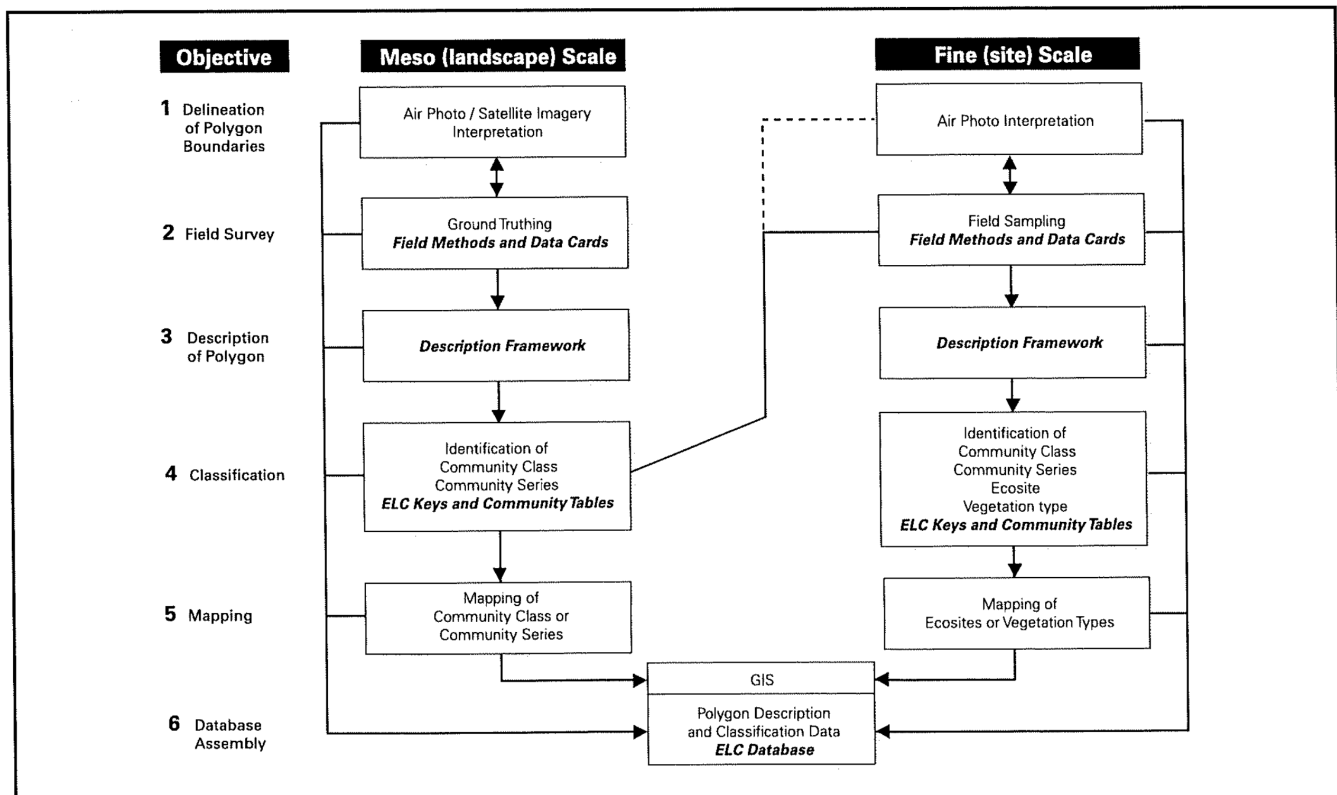 Objective
Meso (landscape) Scale
Fine (site) Scale
1 Delineation
of Polygon
Boundaries
Air Photo / Satellite Imagery
Interpretation
Air Photo Interpretation
2 Field Survey
Ground Truthing
Field Methods and Data Cards
Field Sampling
Field Methods and Data Cards
3 Description
of Polygon
Description Framework
Description Framework
4 Classification
Identification of
Community Class
Community Series
ELC Keys and Community Tables
Identification of
Community Class
Community Series
Ecosite
Vegetation type
ELC Keys and Community Tables
5 Mapping
Mapping of
Community Class or
Community Series
Mapping of
Ecosites or Vegetation Types
6 Database
Assembly
GIS
Polygon Description
and Classification Data
ELC Database